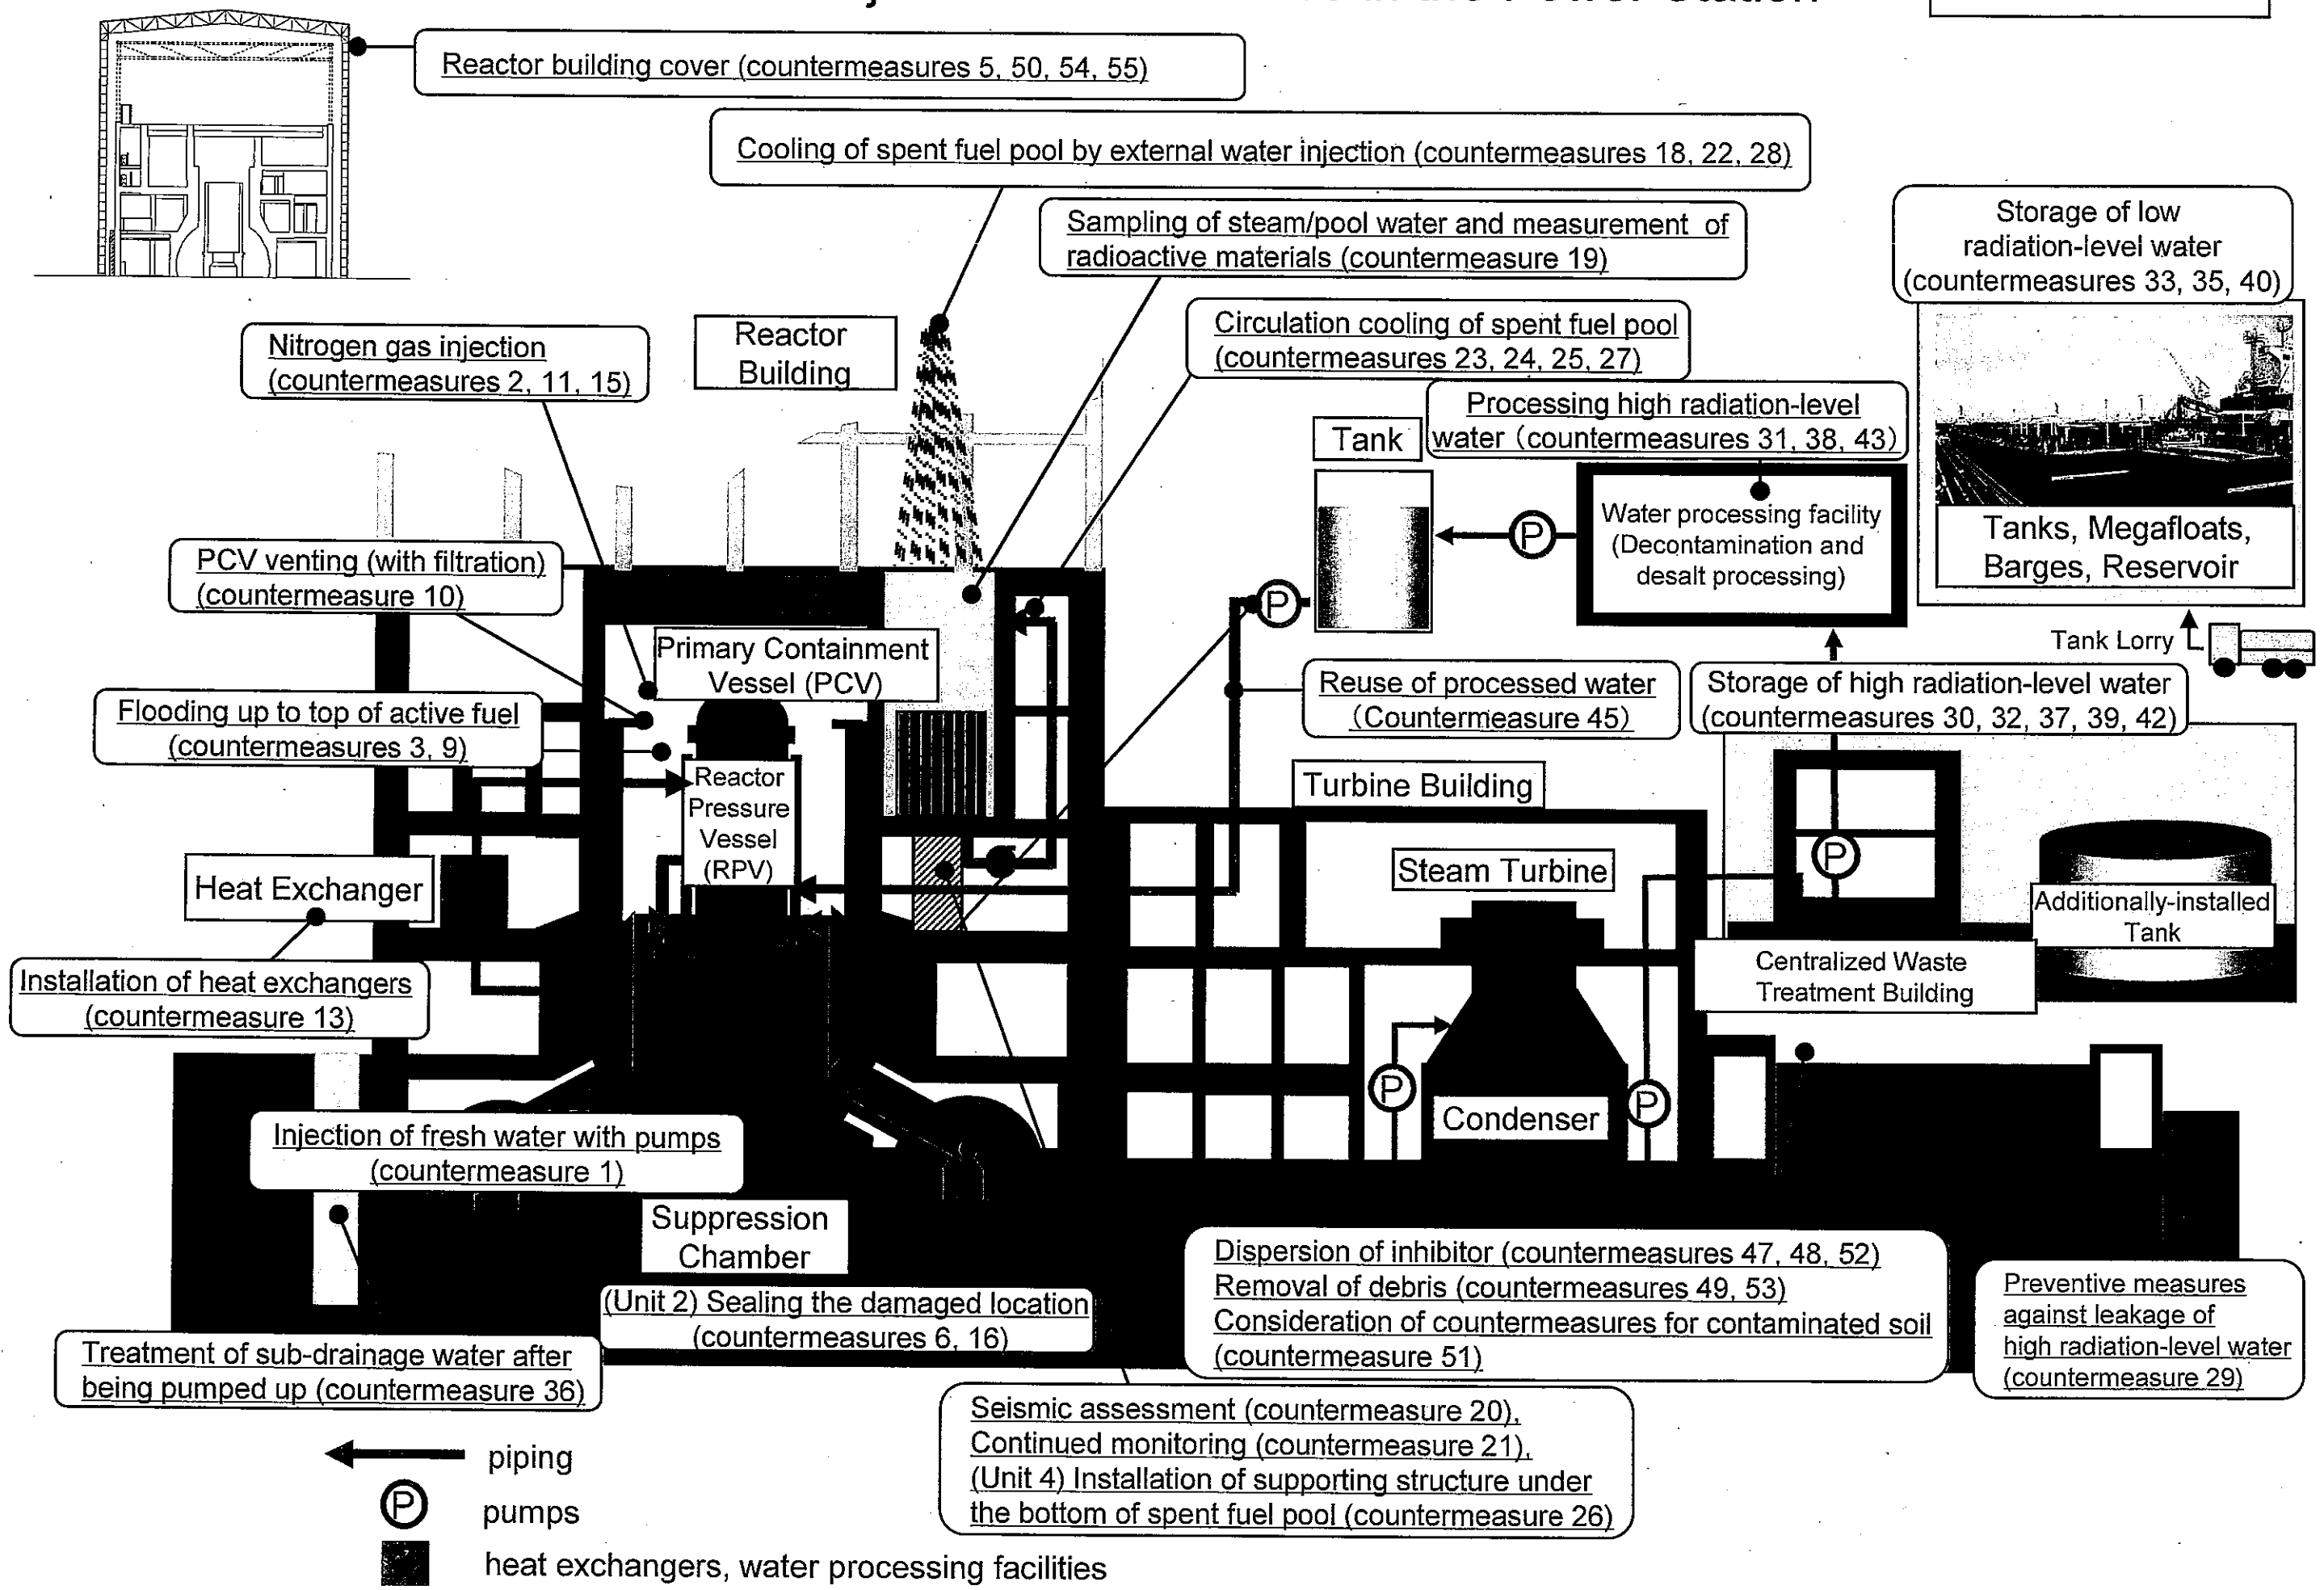 Power Station
Reactor building cover (countermeasures 5, 50, 54, 55)
Cooling of spent fuel pool by external water injection (countermeasures 18, 22, 28)
Sampling of steam/pool water and measurement of
radioactive materials (countermeasure 19)
Storage of low
radiation-level water
(countermeasures 33, 35, 40)
Nitrogen gas injection
(countermeasures 2, 11, 15)
Reactor
Building
Circulation cooling of spent fuel pool
(countermeasures 23, 24, 25, 27)
Processing high radiation-level
water (countermeasures 31, 38, 43)
Tank
Water processing facility
(Decontamination and
desalt processing)
P
Tanks, Megafloats,
Barges, Reservoir
PCV venting (with filtration)
(countermeasure 10)
P
Tank Lorry
Primary Containment
Vessel (PCV)
Reuse of processed water
(Countermeasure 45)
Storage of high radiation-level water
(countermeasures 30, 32, 37, 39, 42)
Flooding up to top of active fuel
(countermeasures 3, 9)
Reactor
Pressure
Vessel
(RPV)
Turbine Building
P
Heat Exchanger
Steam Turbine
Additionally-installed
Tank
Centralized Waste
Treatment Building
Installation of heat exchangers
(countermeasure 13)
P
P
Condenser
Injection of fresh water with pumps
(countermeasure 1)
Suppression
Chamber
(Unit 2) Sealing the damaged location
(countermeasures 6, 16)
Dispersion of inhibitor (countermeasures 47, 48, 52)
Removal of debris (countermeasures 49, 53)
Consideration of countermeasures for contaminated soil
(countermeasure 51)
Preventive measures
against leakage of
high radiation-level water
(countermeasure 29)
Treatment of sub-drainage water after
being pumped up (countermeasure 36)
Seismic assessment (countermeasure 20),
Continued monitoring (countermeasure 21),
(Unit 4) Installation of supporting structure under
the bottom of spent fuel pool (countermeasure 26)
piping
P
pumps
heat exchangers, water processing facilities